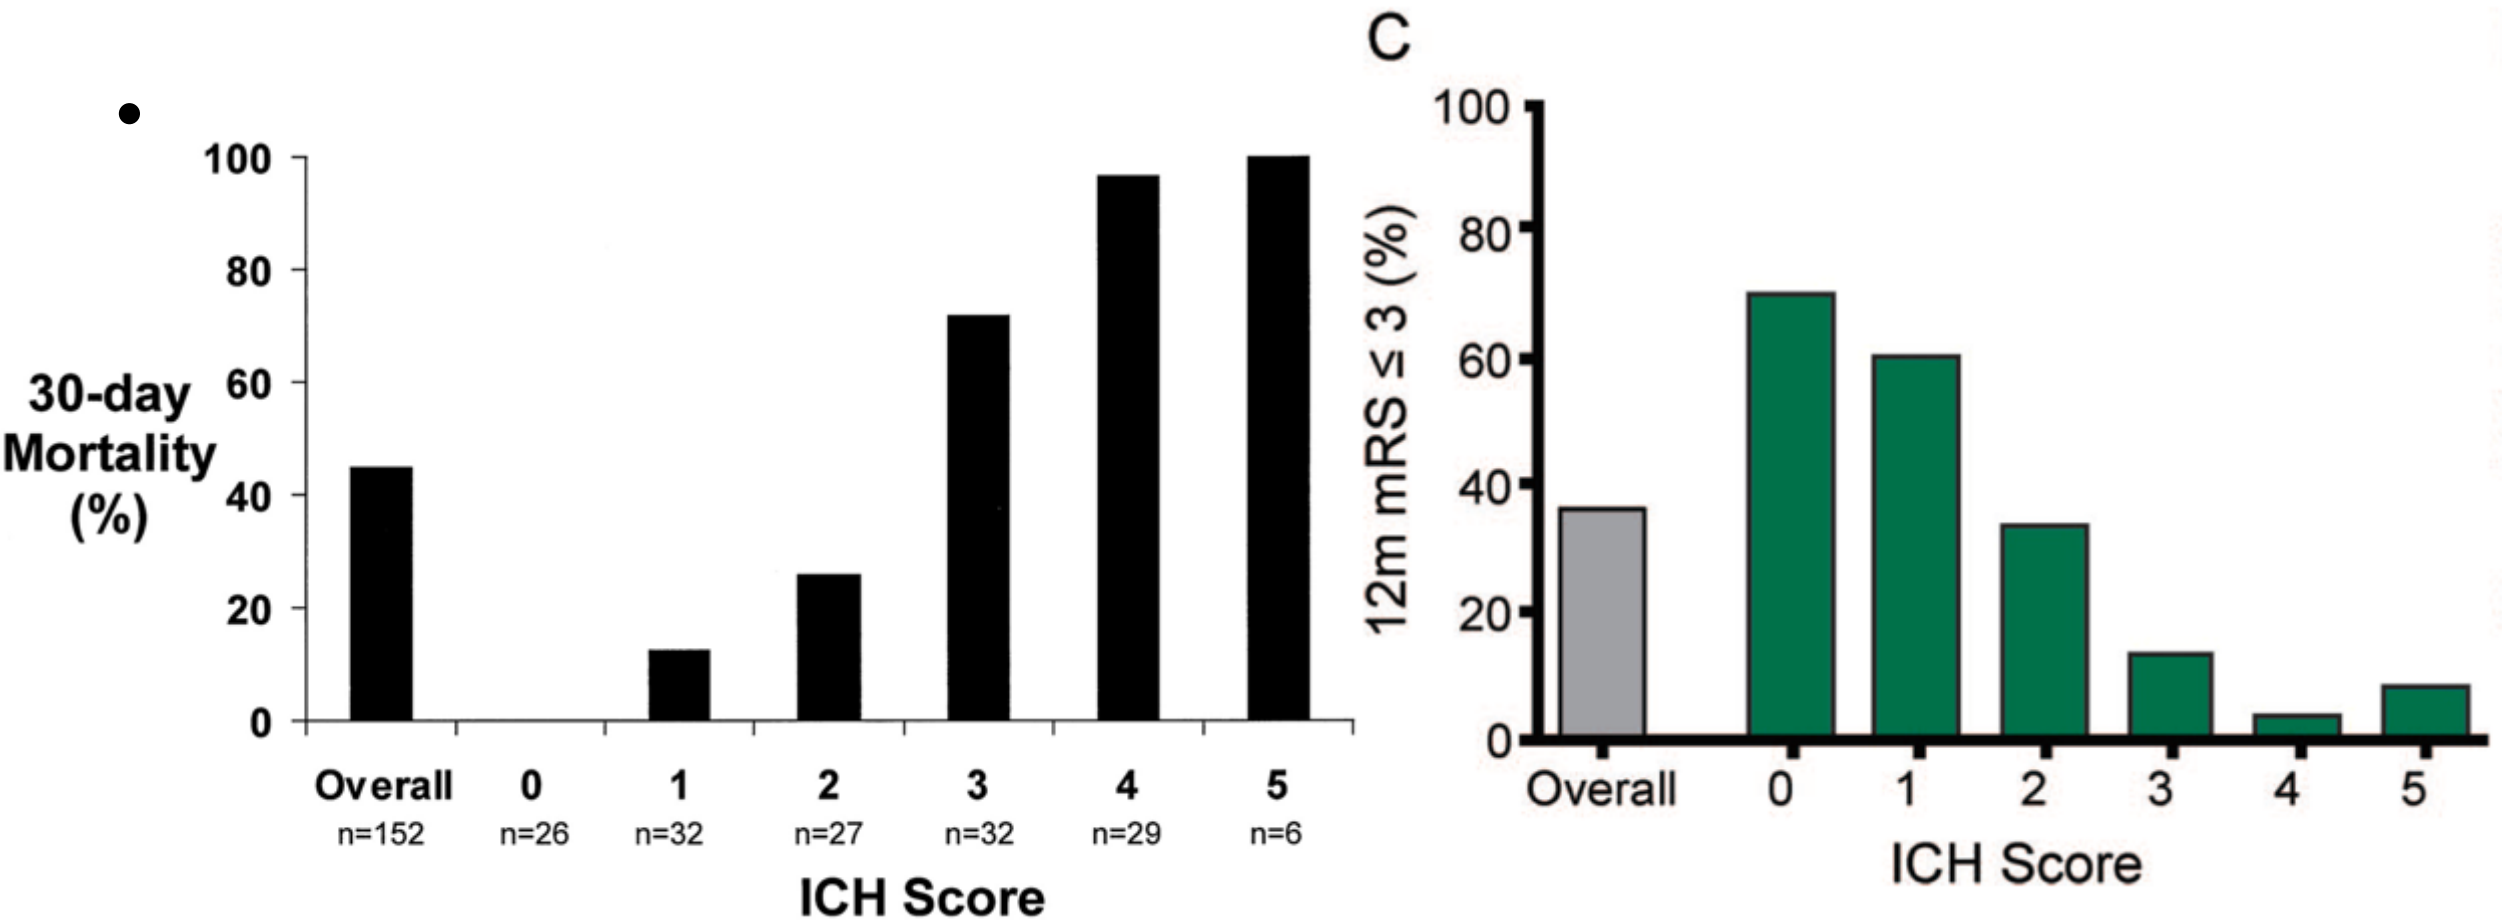 100
80
60
40
20
0
30-day
Mortality
(%)
Overall 0 1 2 3 4 5
n=152 n=26 n=32 n=27 n=32 n=29 n=6
ICH Score
C
100
80
60
40
20
0
12m mRS ≤ 3 (%)
Overall 0 1 2 3 4 5
ICH Score